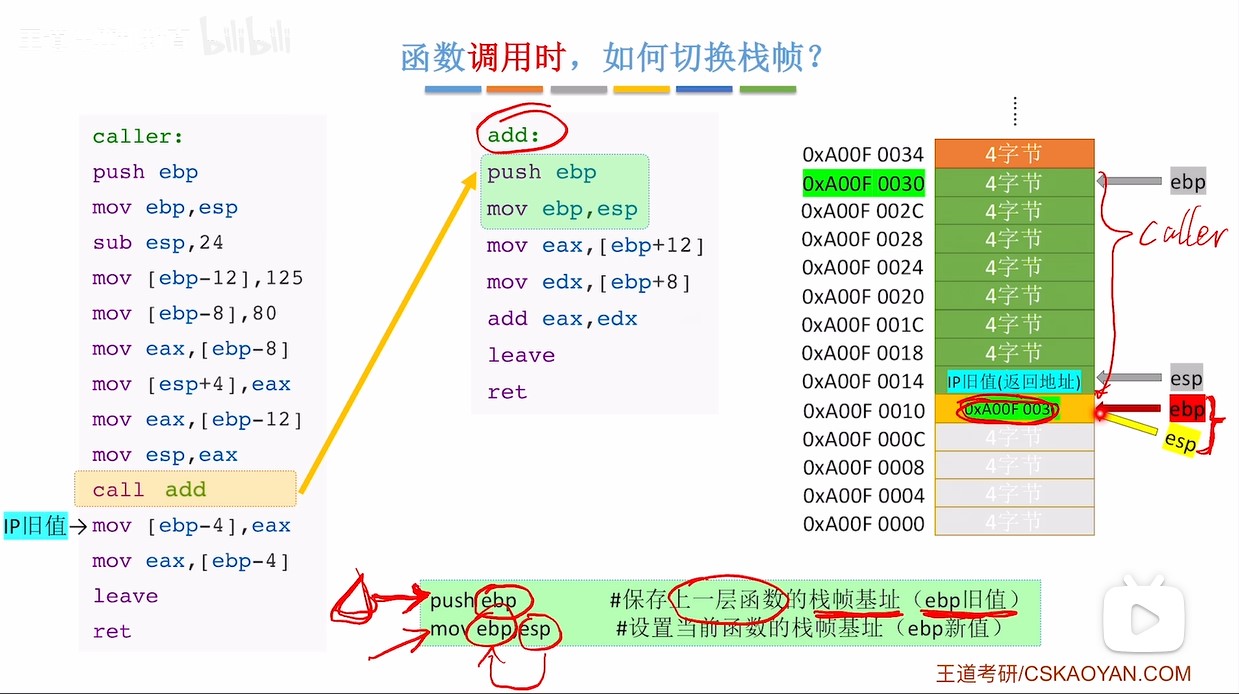 bilibili
函数调用时，如何切换栈帧？
caller:
push ebp
mov ebp,esp
sub esp,24
mov [ebp-12],125
mov [ebp-8],80
mov eax,[ebp-8]
mov [esp+4],eax
mov eax,[ebp-12]
mov esp,eax
call add
IP旧值
mov [ebp-4],eax
mov eax,[ebp-4]
leave
ret
add:
push ebp
mov ebp,esp
mov eax,[ebp+12]
mov edx,[ebp+8]
add eax,edx
leave
ret
0xA00F 0034 4字节
0xA00F 0030 4字节 ebp
0xA00F 002C 4字节
0xA00F 0028 4字节 caller
0xA00F 0024 4字节
0xA00F 0020 4字节
0xA00F 001C 4字节
0xA00F 0018 4字节
0xA00F 0014 IP旧值(返回地址) esp
0xA00F 0010 0xA00F 0030 ebp
0xA00F 000C 4字节 esp
0xA00F 0008 4字节
0xA00F 0004 4字节
0xA00F 0000 4字节
push ebp #保存上一层函数的栈帧基址（ebp旧值）
mov ebp,esp #设置当前函数的栈帧基址（ebp新值）
王道考研/CSKAOYAN.COM